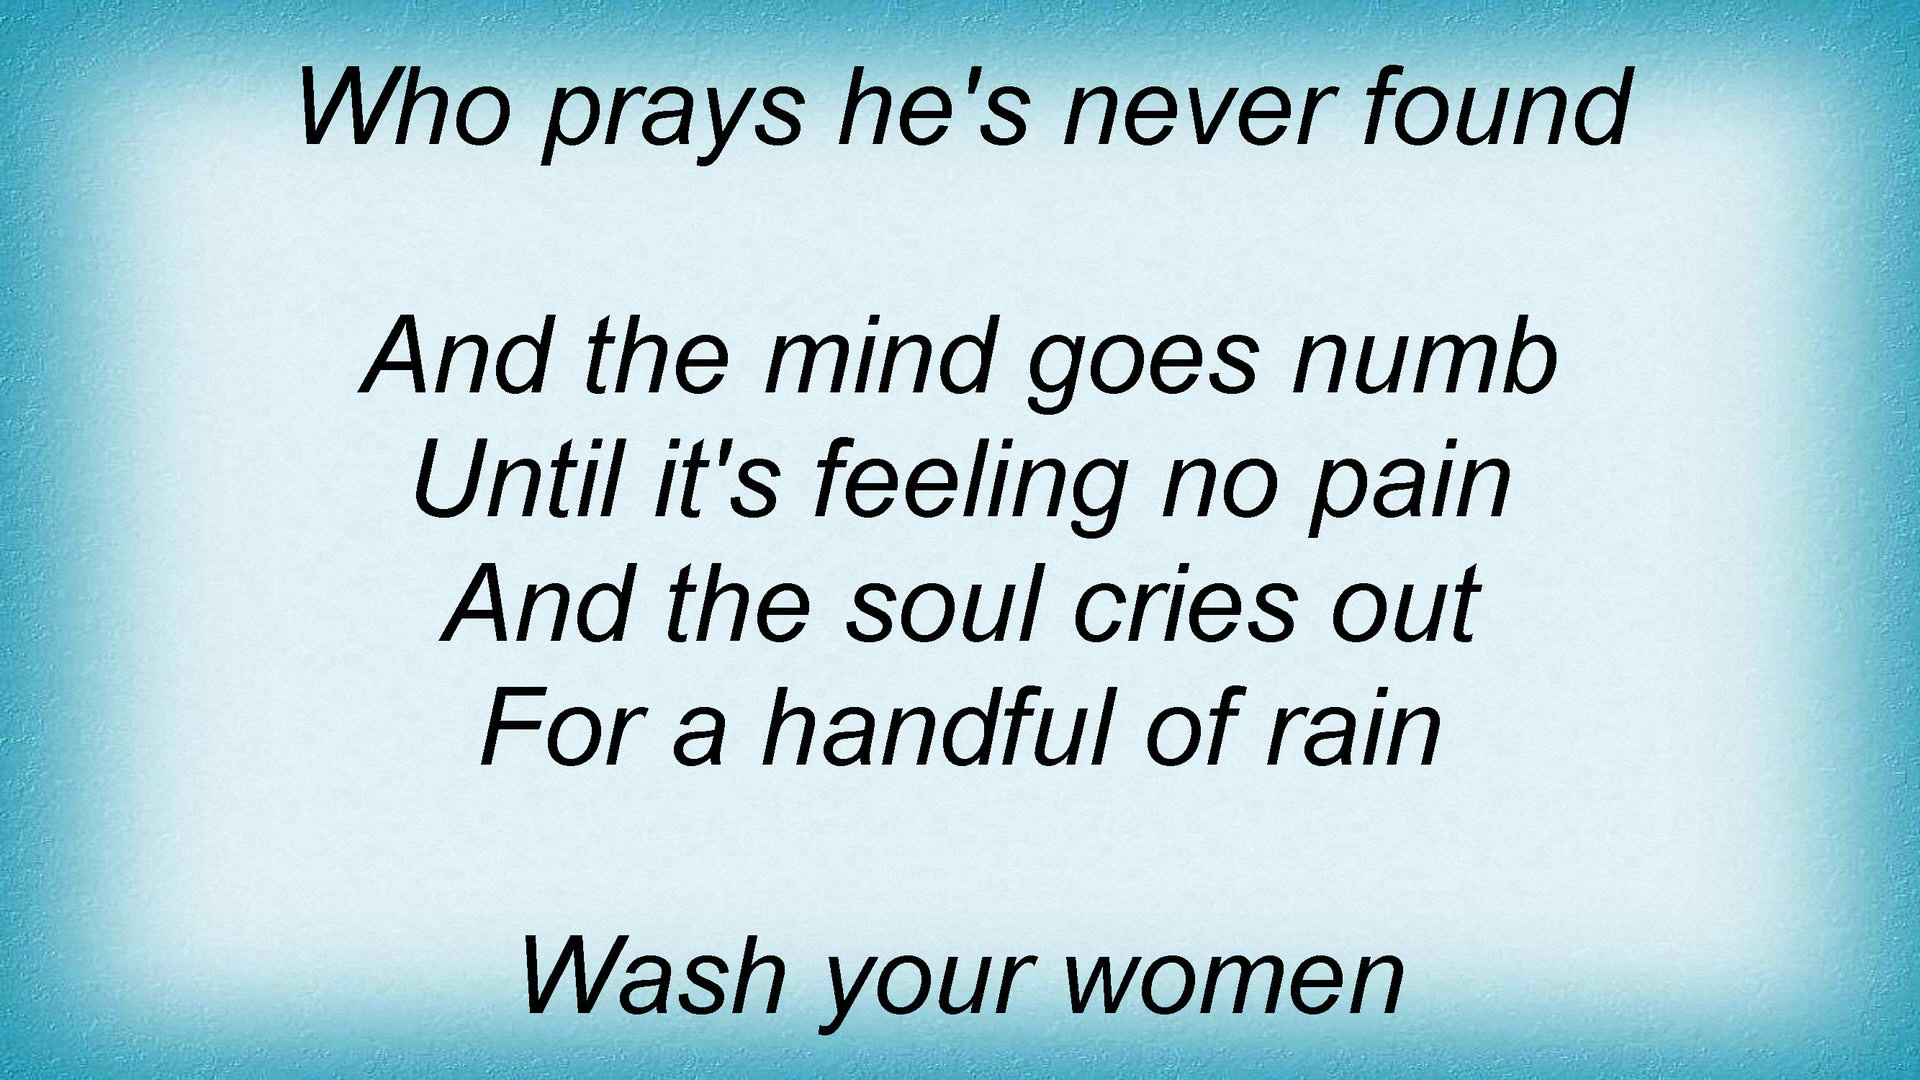 Who prays he's never found
And the mind goes numb
Until it's feeling no pain
And the soul cries out
For a handful of rain
Wash your women